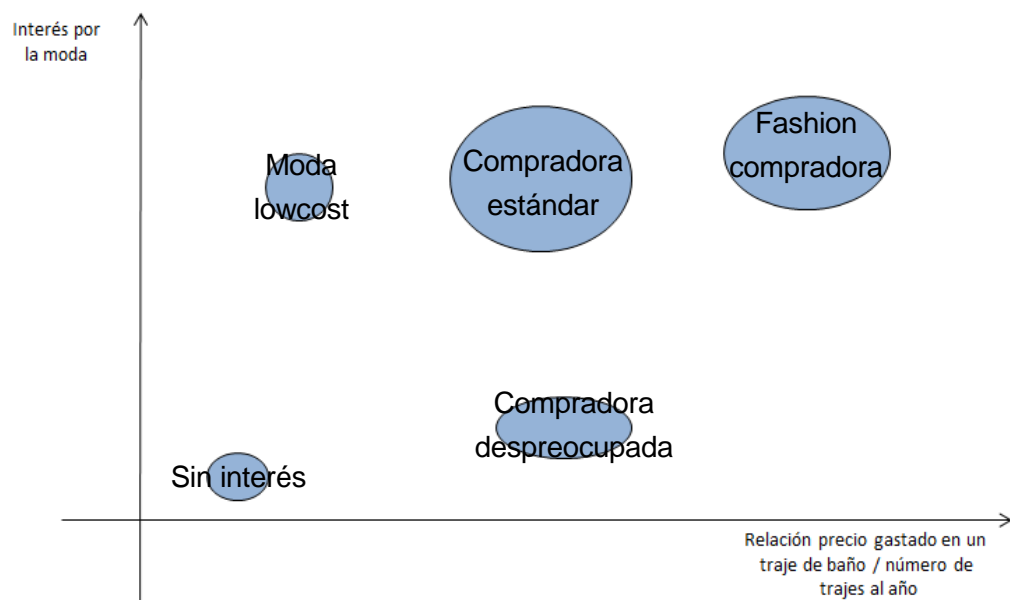 Interés por
la moda
Fashion
compradora
Compradora
estándar
Moda
lowcost
Compradora
despreocupada
Sin interés
Relación precio gastado en un
traje de baño / número de
trajes al año